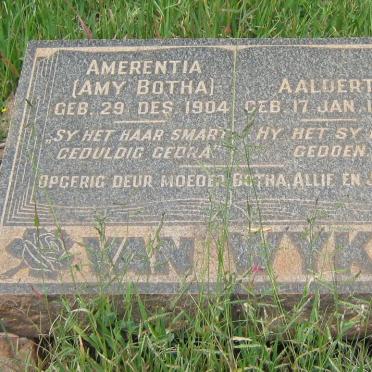 AMERENTIA
(AMY BOTHA)
GEB. 29 DES. 1904
"SY HET HAAR SMART
GEDULDIG GEDRA"
AALDERT
GEB. 17 JAN. 1
HY HET SY
GEDOEN
OPGERIG DEUR MOEDER BOTHA, ALLIE EN
VAN WYK